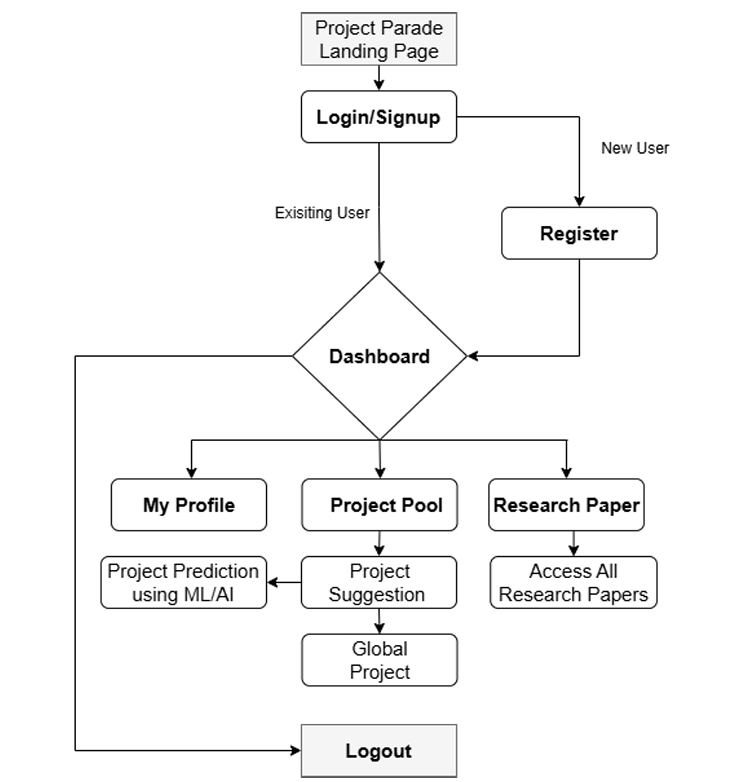 Project Parade
Landing Page
Login/Signup
New User
Exisiting User
Register
Dashboard
My Profile
Project Pool
Research Paper
Project Prediction
using ML/AI
Project
Suggestion
Access All
Research Papers
Global
Project
Logout